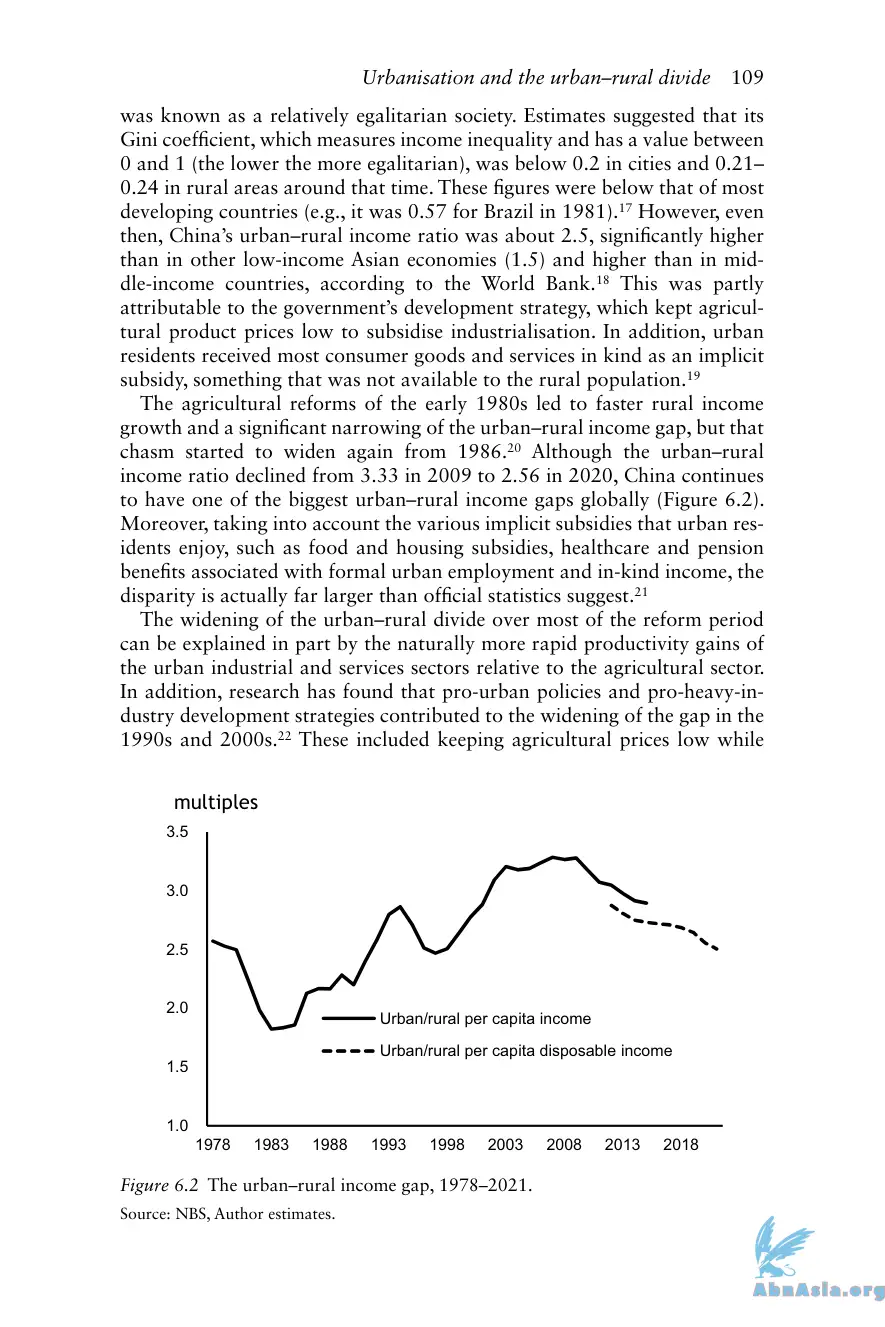 Urbanisation and the urban–rural divide 109
was known as a relatively egalitarian society. Estimates suggested that its
Gini coefficient, which measures income inequality and has a value between
0 and 1 (the lower the more egalitarian), was below 0.2 in cities and 0.21–
0.24 in rural areas around that time. These figures were below that of most
developing countries (e.g., it was 0.57 for Brazil in 1981).17 However, even
then, China’s urban–rural income ratio was about 2.5, significantly higher
than in other low-income Asian economies (1.5) and higher than in mid-
dle-income countries, according to the World Bank.18 This was partly
attributable to the government’s development strategy, which kept agricul-
tural product prices low to subsidise industrialisation. In addition, urban
residents received most consumer goods and services in kind as an implicit
subsidy, something that was not available to the rural population.19
The agricultural reforms of the early 1980s led to faster rural income
growth and a significant narrowing of the urban–rural income gap, but that
chasm started to widen again from 1986.20 Although the urban–rural
income ratio declined from 3.33 in 2009 to 2.56 in 2020, China continues
to have one of the biggest urban–rural income gaps globally (Figure 6.2).
Moreover, taking into account the various implicit subsidies that urban res-
idents enjoy, such as food and housing subsidies, healthcare and pension
benefits associated with formal urban employment and in-kind income, the
disparity is actually far larger than official statistics suggest.21
The widening of the urban–rural divide over most of the reform period
can be explained in part by the naturally more rapid productivity gains of
the urban industrial and services sectors relative to the agricultural sector.
In addition, research has found that pro-urban policies and pro-heavy-in-
dustry development strategies contributed to the widening of the gap in the
1990s and 2000s.22 These included keeping agricultural prices low while
multiples
3.5
3.0
2.5
2.0
Urban/rural per capita income
Urban/rural per capita disposable income
1.5
1.0
1978 1983 1988 1993 1998 2003 2008 2013 2018
Figure 6.2 The urban–rural income gap, 1978–2021.
Source: NBS, Author estimates.
AbnAsia.org